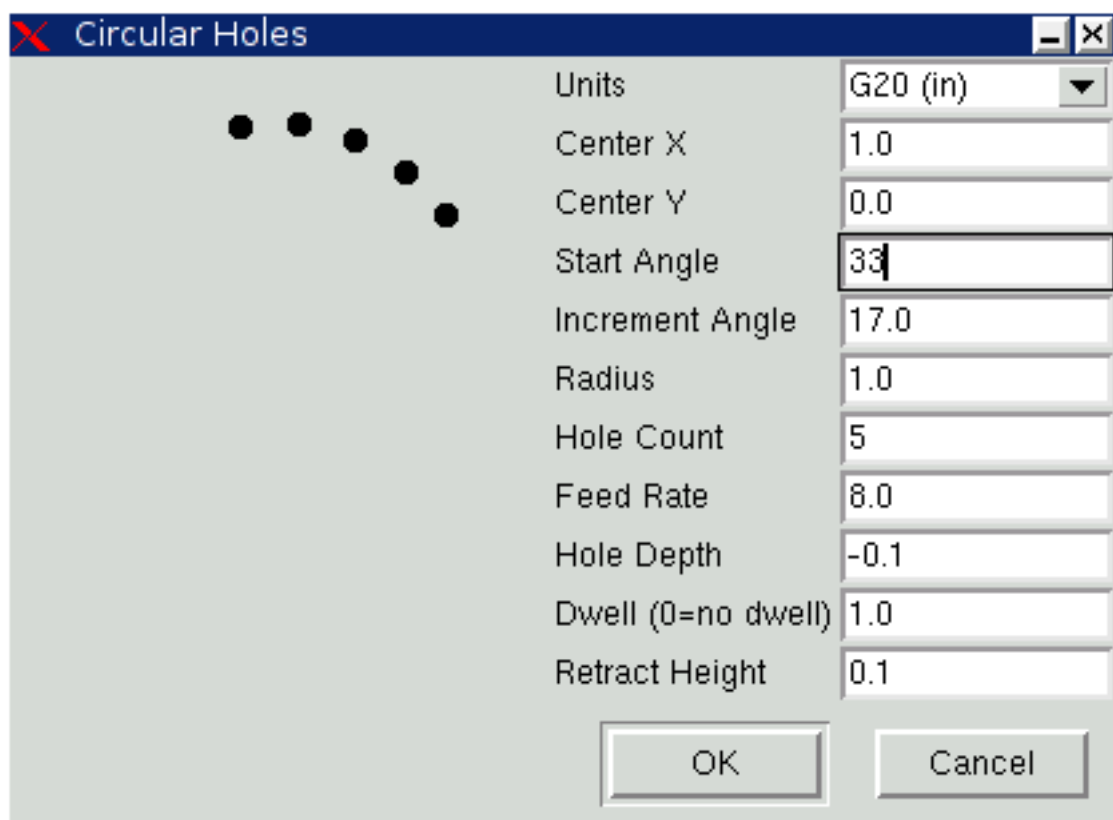 Circular Holes
Units G20 (in)
Center X 1.0
Center Y 0.0
Start Angle 33
Increment Angle 17.0
Radius 1.0
Hole Count 5
Feed Rate 8.0
Hole Depth -0.1
Dwell (0=no dwell) 1.0
Retract Height 0.1
OK Cancel